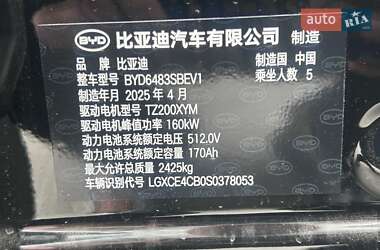 auto RIA.com
BYD 比亚迪汽车有限公司 制造
品 牌 比亚迪 制造国 中国
整车型号 BYD6483SBEV1 乘坐人数 5
制造年月 2025 年 4 月
驱动电机型号 TZ200XYM
驱动电机峰值功率 160kW
动力电池系统额定电压 512.0V
动力电池系统额定容量 170Ah
最大允许总质量 2425kg
车辆识别代号 LGXCE4CB0S0378053